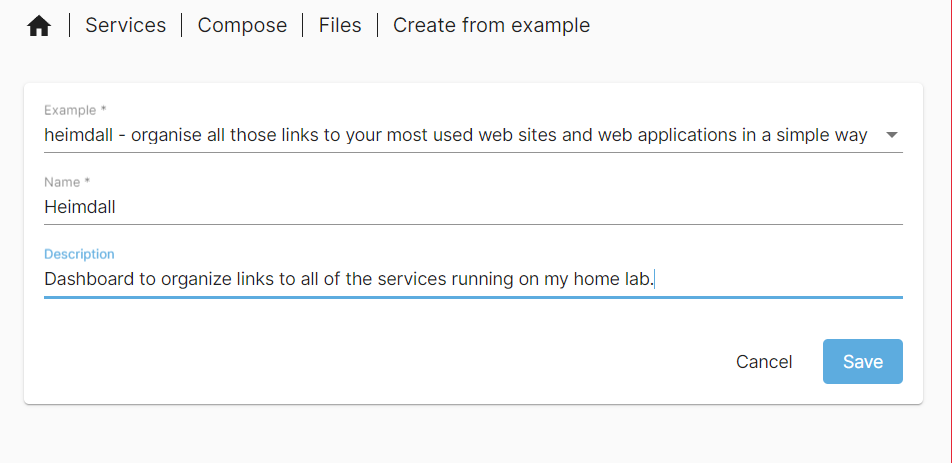 Services | Compose | Files | Create from example
Example *
heimdall - organise all those links to your most used web sites and web applications in a simple way
Name *
Heimdall
Description
Dashboard to organize links to all of the services running on my home lab.
Cancel Save